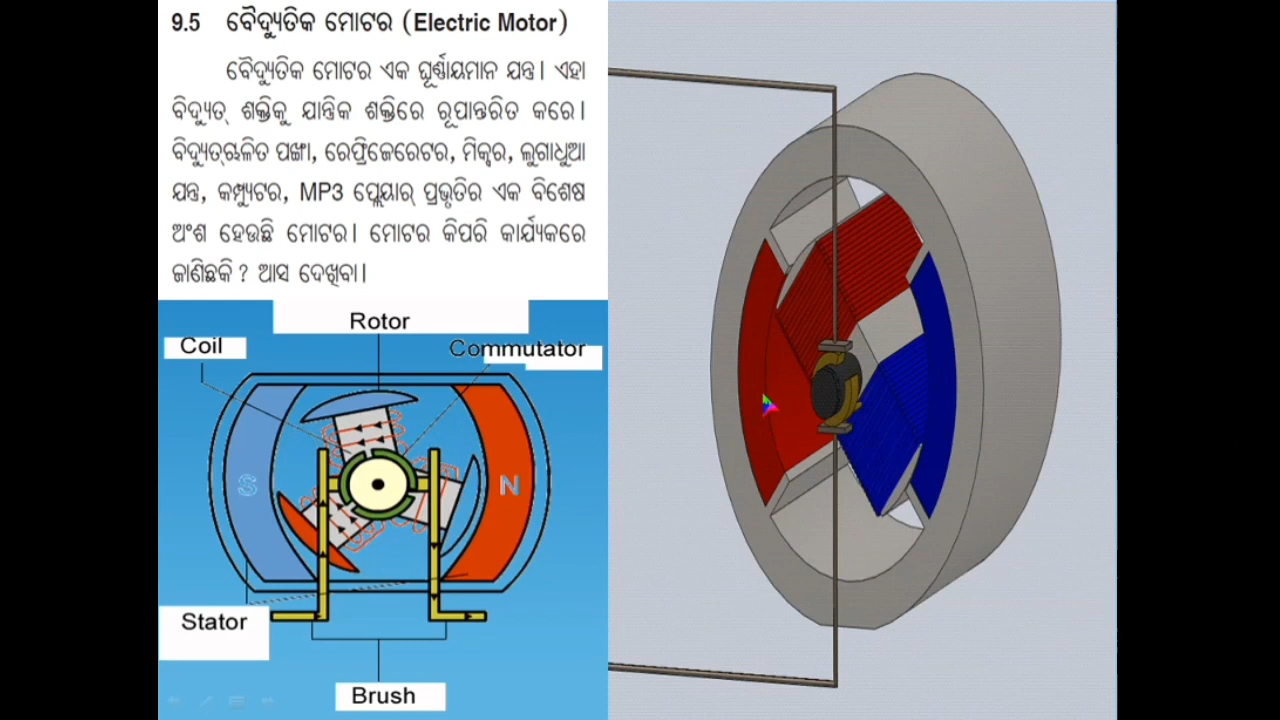 9.5 ବୈଦ୍ୟୁତିକ ମୋଟର (Electric Motor)
ବୈଦ୍ୟୁତିକ ମୋଟର ଏକ ଘୂର୍ଣ୍ଣାୟମାନ ଯନ୍ତ୍ର। ଏହା
ବିଦ୍ୟୁତ୍ ଶକ୍ତିକୁ ଯାନ୍ତ୍ରିକ ଶକ୍ତିରେ ରୂପାନ୍ତରିତ କରେ।
ବିଦ୍ୟୁତ୍‌ଚାଳିତ ପଙ୍ଖା, ରେଫ୍ରିଜେରେଟର, ମିକ୍ସର, ଲୁଗାଧୁଆ
ଯନ୍ତ୍ର, କମ୍ପ୍ୟୁଟର, MP3 ପ୍ଲେୟାର୍ ପ୍ରଭୃତିର ଏକ ବିଶେଷ
ଅଂଶ ହେଉଛି ମୋଟର। ମୋଟର କିପରି କାର୍ଯ୍ୟକରେ
ଜାଣିଛକି ? ଆସ ଦେଖିବା।
Rotor
Coil
Commutator
S
N
Stator
Brush